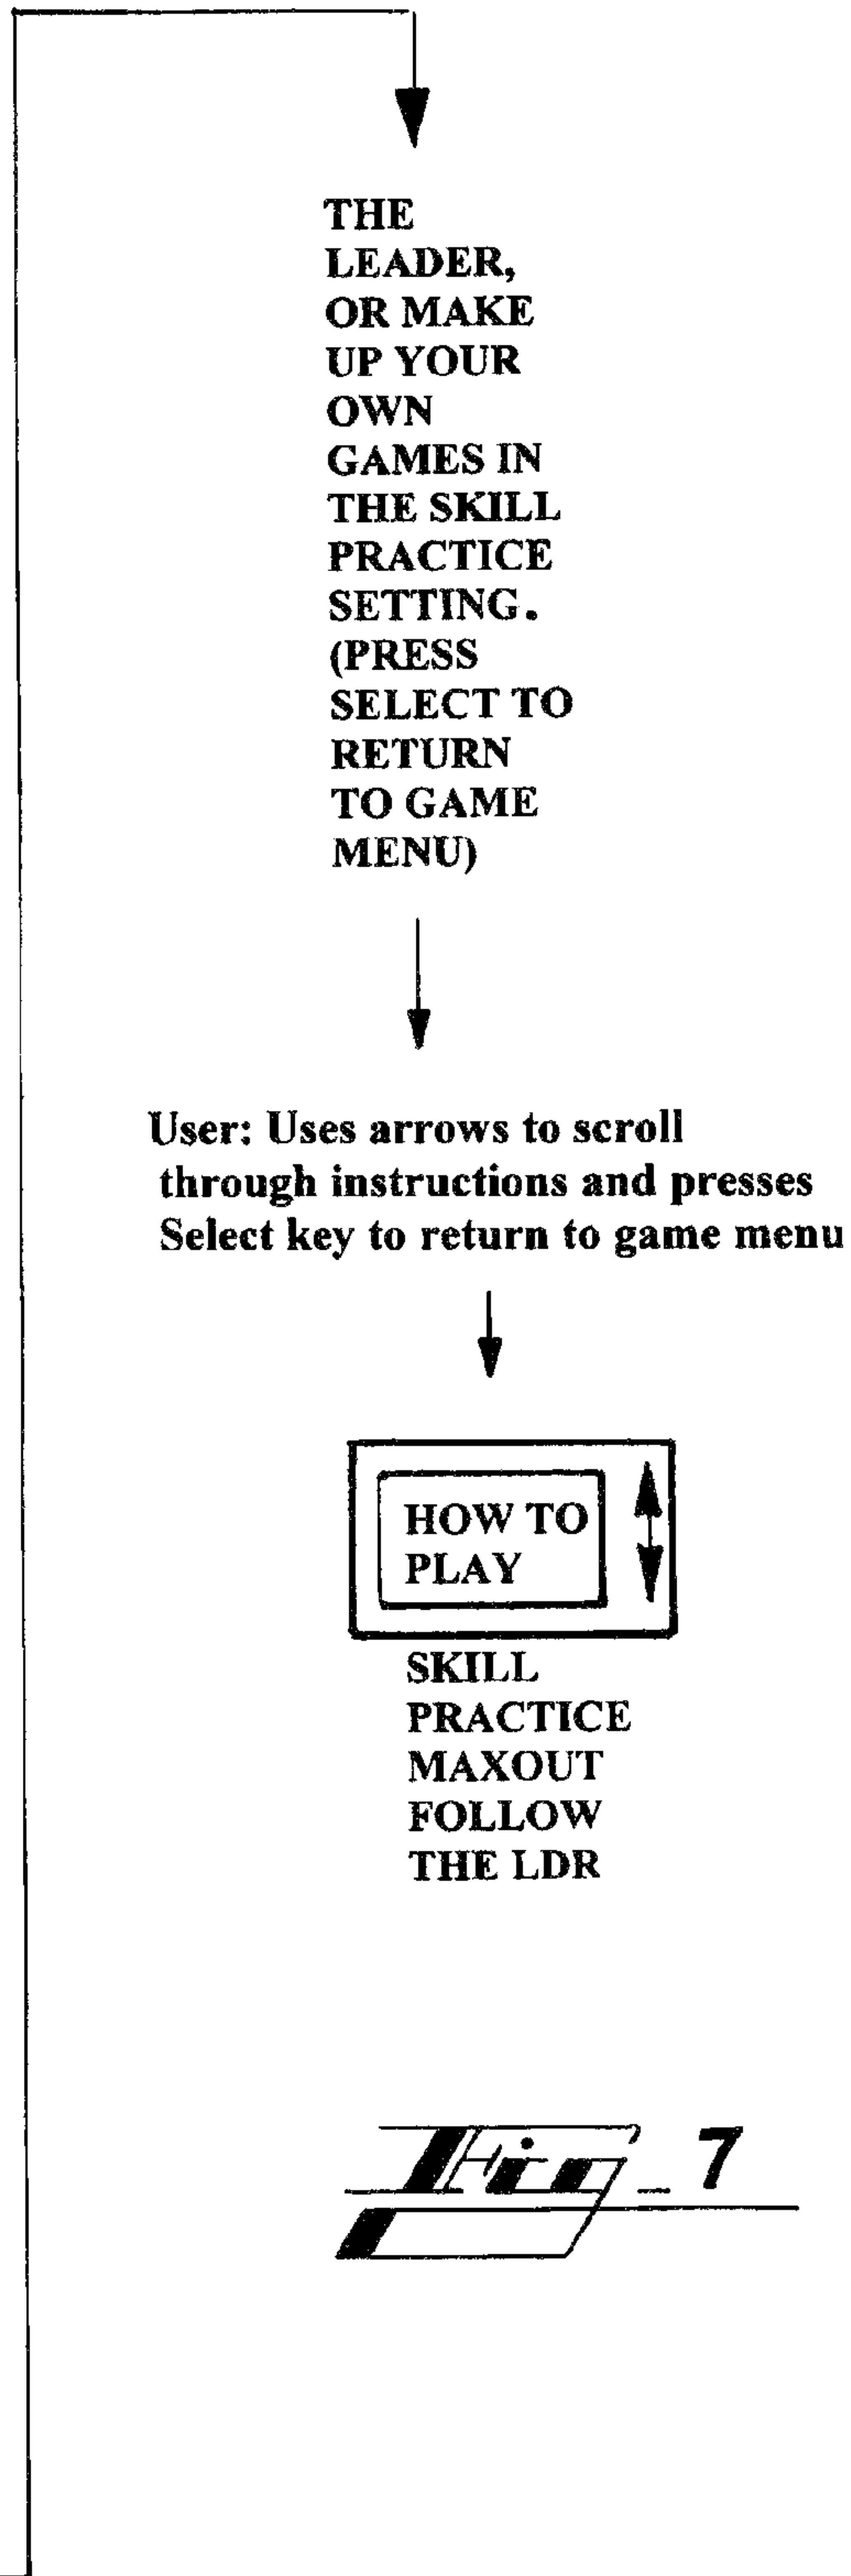 THE
LEADER,
OR MAKE
UP YOUR
OWN
GAMES IN
THE SKILL
PRACTICE
SETTING.
(PRESS
SELECT TO
RETURN
TO GAME
MENU)
User: Uses arrows to scroll
through instructions and presses
Select key to return to game menu
HOW TO
PLAY
SKILL
PRACTICE
MAXOUT
FOLLOW
THE LDR
Fig_ 7